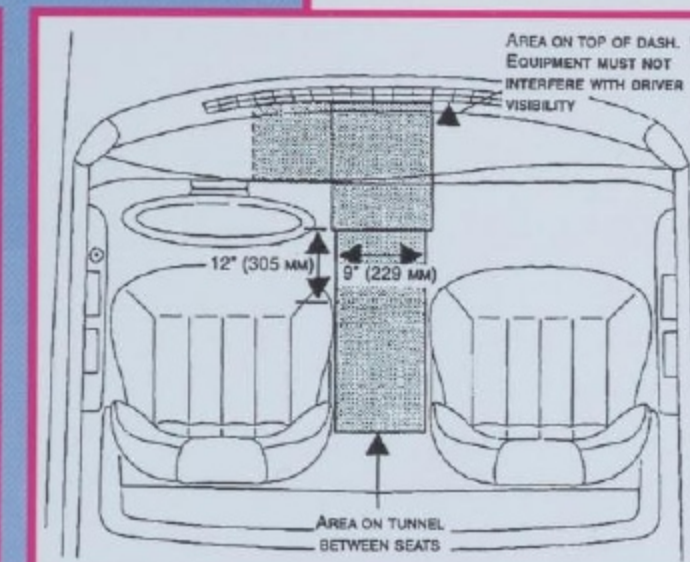 AREA ON TOP OF DASH.
EQUIPMENT MUST NOT
INTERFERE WITH DRIVER
VISIBILITY
12" (305 MM)
9" (229 MM)
AREA ON TUNNEL
BETWEEN SEATS